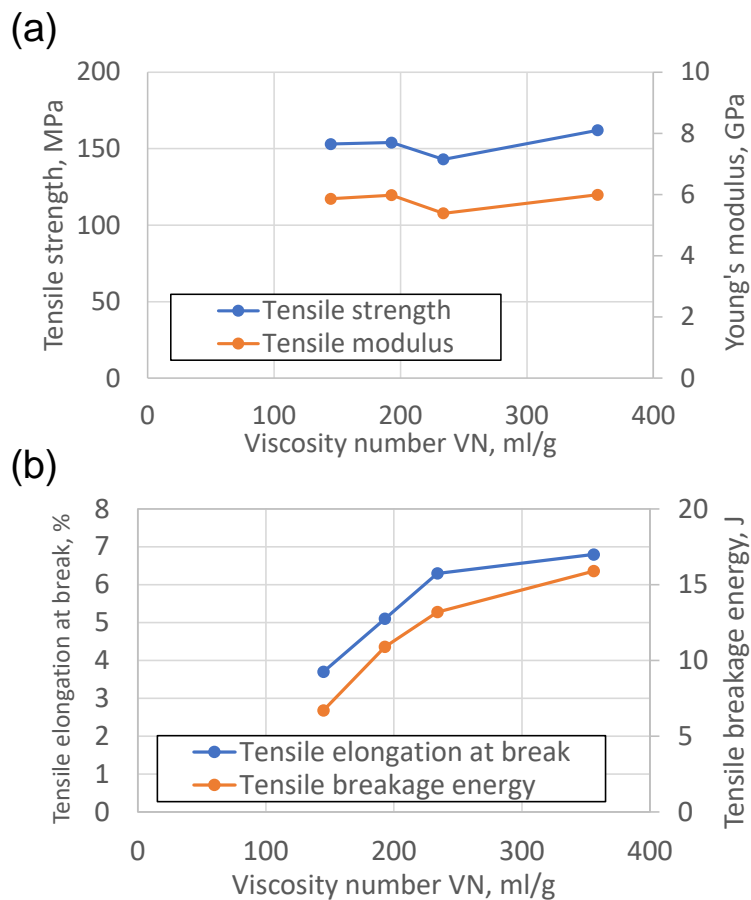 (a)
Tensile strength, MPa
200
150
100
50
0
10
8
6
4
2
0
Young's modulus, GPa
Tensile strength
Tensile modulus
0 100 200 300 400
Viscosity number VN, ml/g
(b)
Tensile elongation at break, %
8
7
6
5
4
3
2
1
0
20
15
10
5
0
Tensile breakage energy, J
Tensile elongation at break
Tensile breakage energy
0 100 200 300 400
Viscosity number VN, ml/g